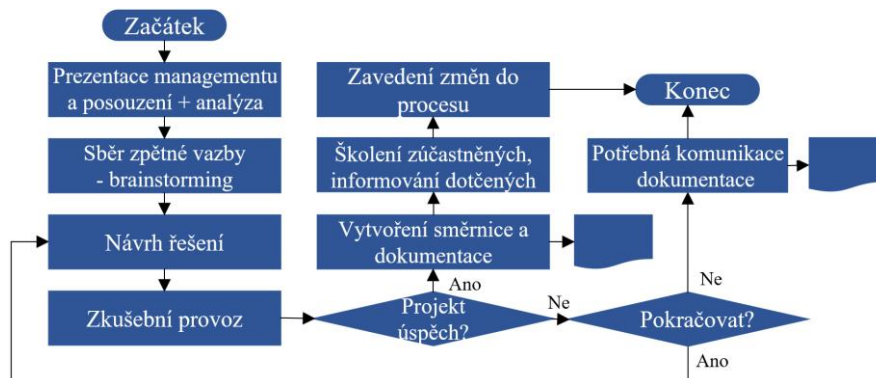 Začátek
Prezentace managementu
a posouzení + analýza
Sběr zpětné vazby
- brainstorming
Návrh řešení
Zkušební provoz
Zavedení změn do
procesu
Školení zúčastněných,
informování dotčených
Vytvoření směrnice a
dokumentace
Ano
Projekt
úspěch?
Ne
Konec
Potřebná komunikace
dokumentace
Ne
Pokračovat?
Ano